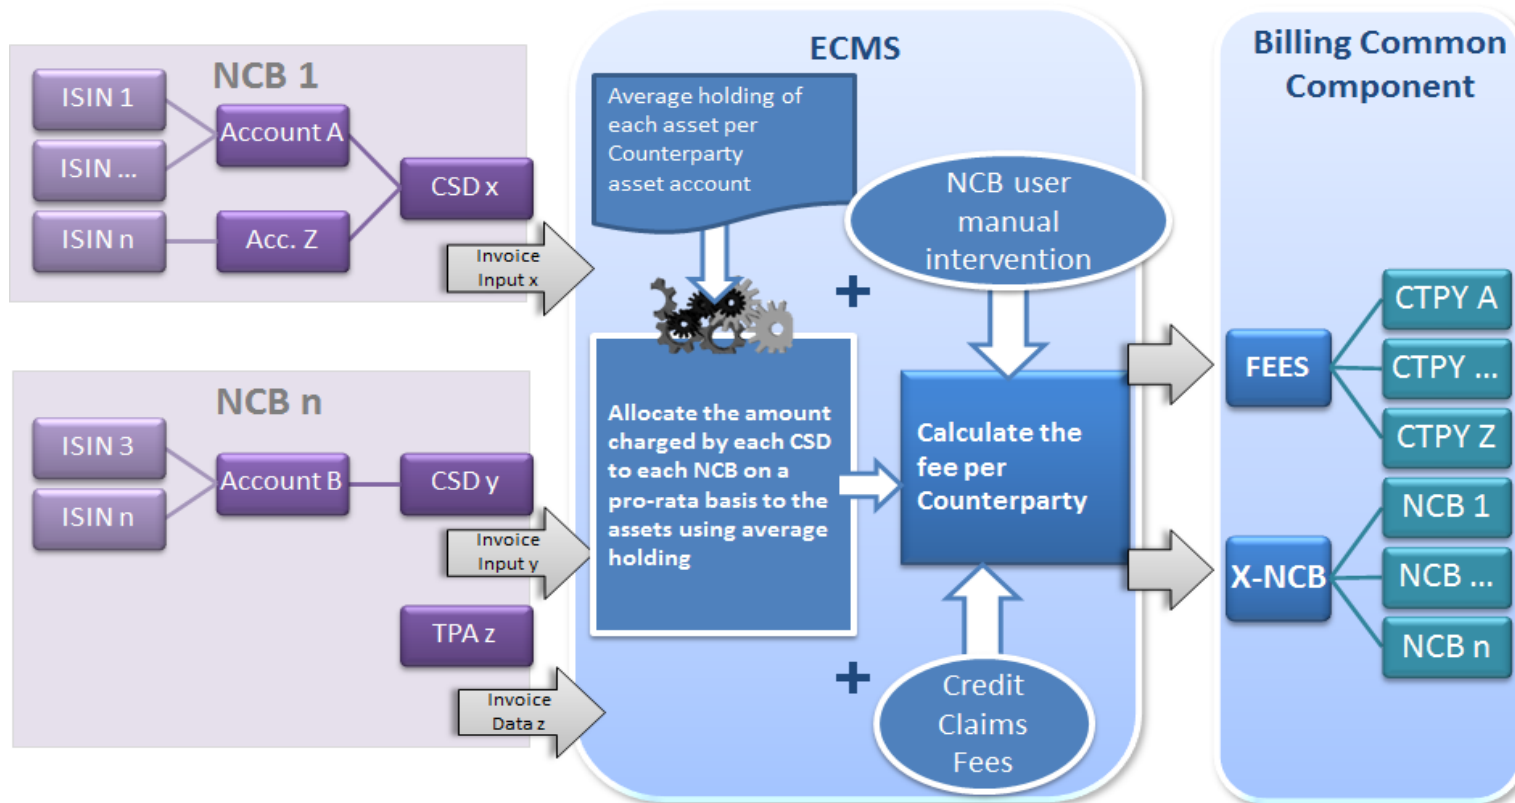 NCB 1
ISIN 1
ISIN ...
ISIN n
Account A
Acc. Z
CSD x
Invoice
Input x
NCB n
ISIN 3
ISIN n
Account B
CSD y
Invoice
Input y
TPA z
Invoice
Data z
ECMS
Average holding of
each asset per
Counterparty
asset account
NCB user
manual
intervention
+
Allocate the amount
charged by each CSD
to each NCB on a
pro-rata basis to the
assets using average
holding
Calculate the
fee per
Counterparty
+
Credit
Claims
Fees
Billing Common
Component
FEES
CTPY A
CTPY ...
CTPY Z
X-NCB
NCB 1
NCB ...
NCB n